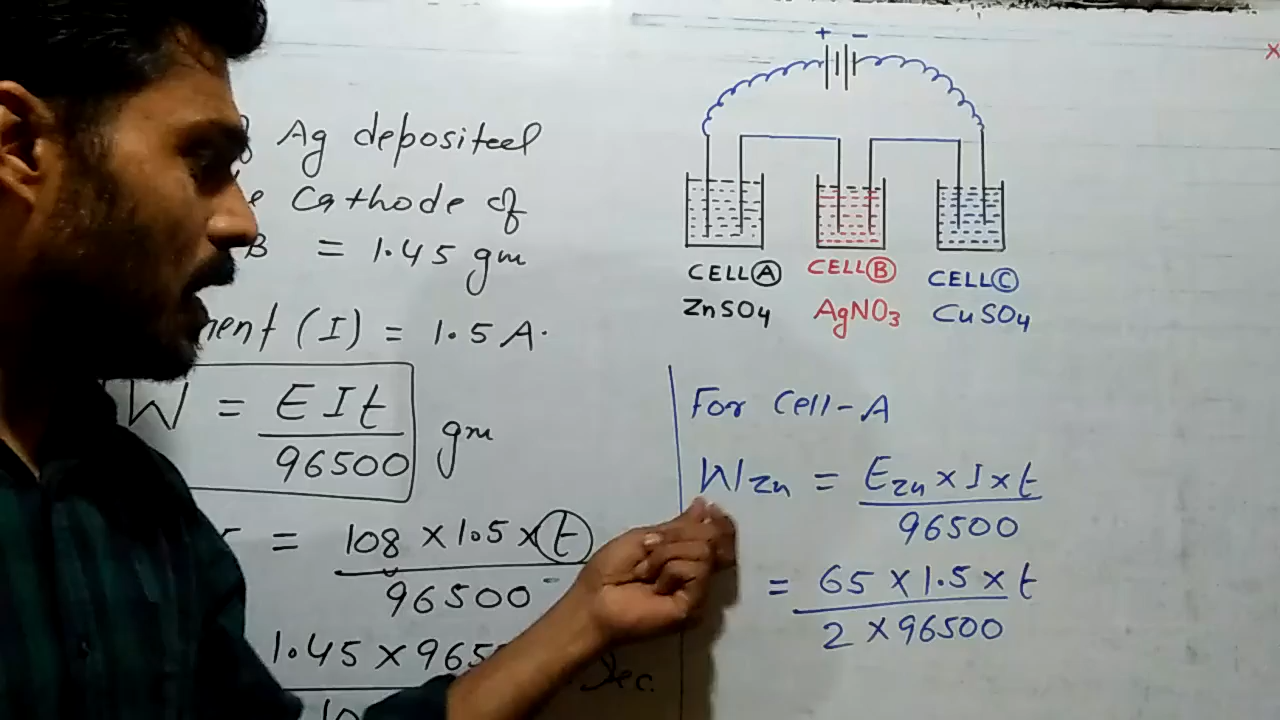 Ag depositeel
Cathode of
B = 1.45 gm
(I) = 1.5 A.
W = EIt / 96500 gm
= 108 × 1.5 × t / 96500
1.45 × 965
Sec.
+ −
CELL Ⓐ CELL Ⓑ CELL Ⓒ
ZnSO4 AgNO3 CuSO4
For Cell-A
WZn = EZn × I × t / 96500
= 65 × 1.5 × t / 2 × 96500